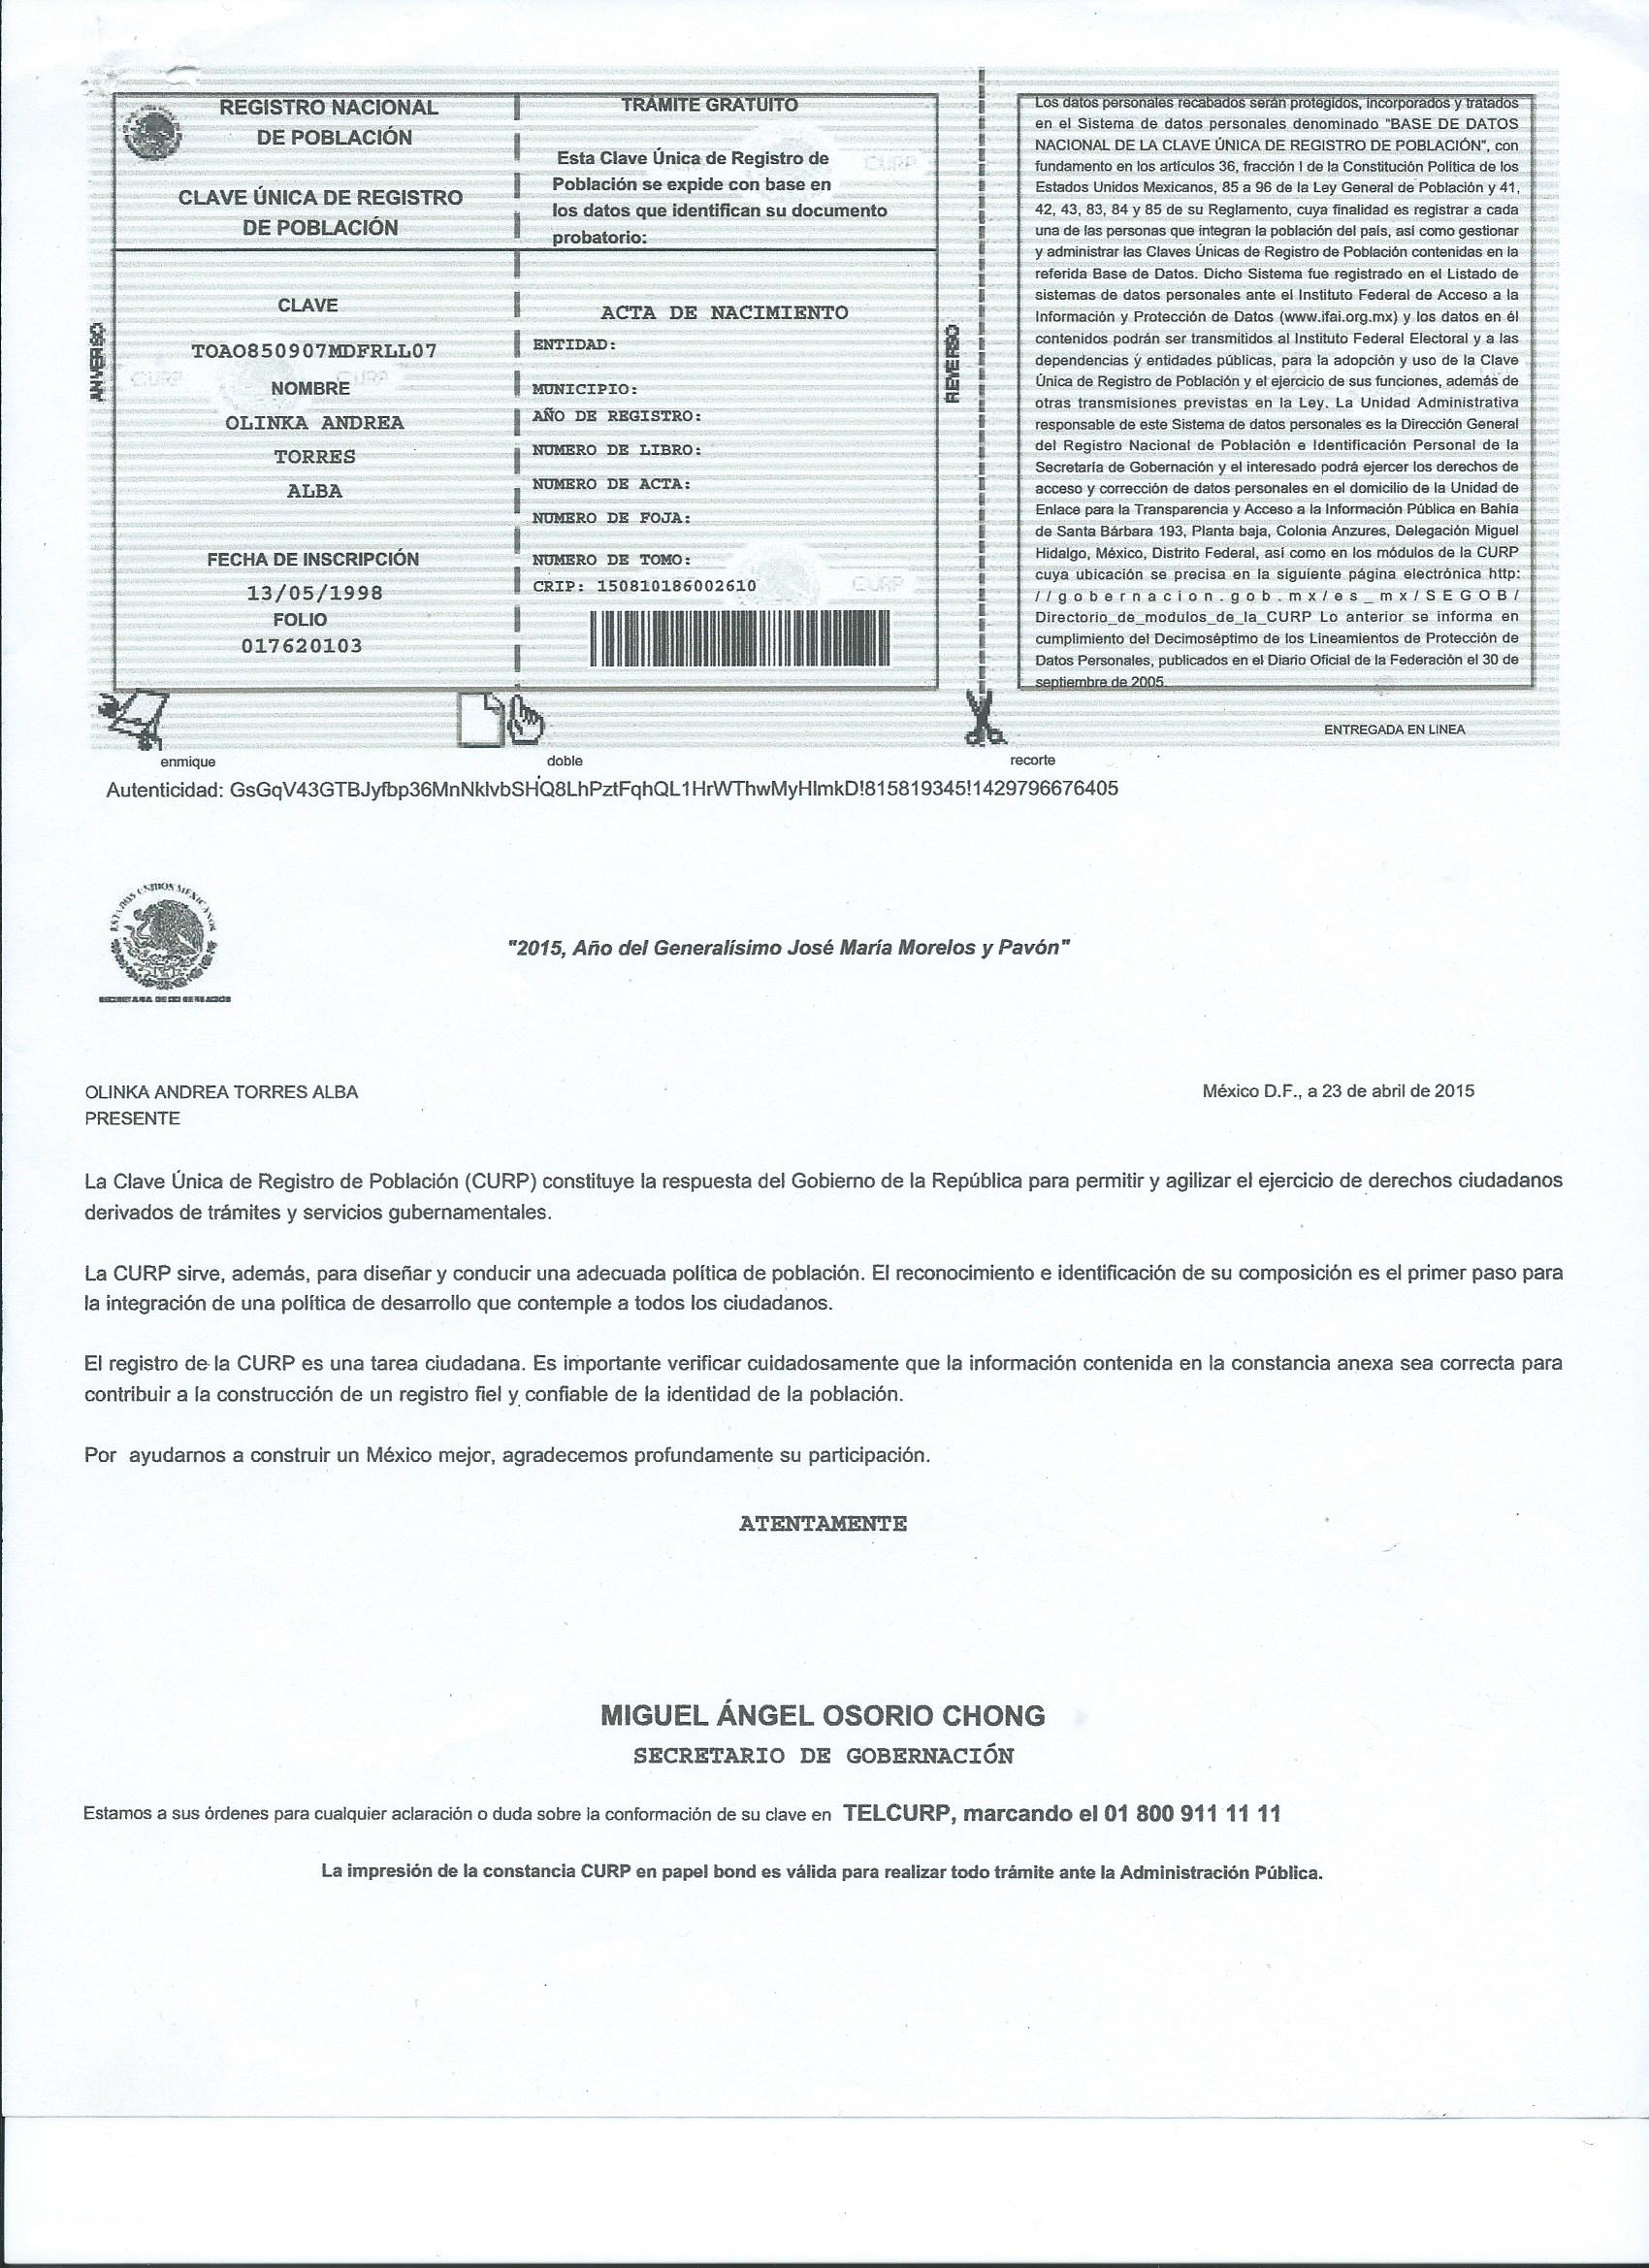 REGISTRO NACIONAL
DE POBLACIÓN
CLAVE ÚNICA DE REGISTRO
DE POBLACIÓN
ANVERSO
CLAVE
TOAO850907MDFRLL07
NOMBRE
OLINKA ANDREA
TORRES
ALBA
FECHA DE INSCRIPCIÓN
13/05/1998
FOLIO
017620103
TRÁMITE GRATUITO
Esta Clave Única de Registro de
Población se expide con base en
los datos que identifican su documento
probatorio:
CURP
ACTA DE NACIMIENTO
ENTIDAD:
MUNICIPIO:
AÑO DE REGISTRO:
NUMERO DE LIBRO:
NUMERO DE ACTA:
NUMERO DE FOJA:
NUMERO DE TOMO:
CRIP: 150810186002610
CURP
REVERSO
Los datos personales recabados serán protegidos, incorporados y tratados
en el Sistema de datos personales denominado "BASE DE DATOS
NACIONAL DE LA CLAVE ÚNICA DE REGISTRO DE POBLACIÓN", con
fundamento en los artículos 36, fracción I de la Constitución Política de los
Estados Unidos Mexicanos, 85 a 96 de la Ley General de Población y 41,
42, 43, 83, 84 y 85 de su Reglamento, cuya finalidad es registrar a cada
una de las personas que integran la población del país, así como gestionar
y administrar las Claves Únicas de Registro de Población contenidas en la
referida Base de Datos. Dicho Sistema fue registrado en el Listado de
sistemas de datos personales ante el Instituto Federal de Acceso a la
Información y Protección de Datos (www.ifai.org.mx) y los datos en él
contenidos podrán ser transmitidos al Instituto Federal Electoral y a las
dependencias y entidades públicas, para la adopción y uso de la Clave
Única de Registro de Población y el ejercicio de sus funciones, además de
otras transmisiones previstas en la Ley. La Unidad Administrativa
responsable de este Sistema de datos personales es la Dirección General
del Registro Nacional de Población e Identificación Personal de la
Secretaría de Gobernación y el interesado podrá ejercer los derechos de
acceso y corrección de datos personales en el domicilio de la Unidad de
Enlace para la Transparencia y Acceso a la Información Pública en Bahía
de Santa Bárbara 193, Planta baja, Colonia Anzures, Delegación Miguel
Hidalgo, México, Distrito Federal, así como en los módulos de la CURP
cuya ubicación se precisa en la siguiente página electrónica http:
//gobernacion.gob.mx/es_mx/SEGOB/
Directorio_de_modulos_de_la_CURP Lo anterior se informa en
cumplimiento del Decimoséptimo de los Lineamientos de Protección de
Datos Personales, publicados en el Diario Oficial de la Federación el 30 de
septiembre de 2005.
ENTREGADA EN LINEA
enmique doble recorte
Autenticidad: GsGqV43GTBJyfbp36MnNklvbSHQ8LhPztFqhQL1HrWThwMyHlmkD!815819345!1429796676405
ESTADOS UNIDOS MEXICANOS
SECRETARIA DE GOBERNACIÓN
"2015, Año del Generalísimo José María Morelos y Pavón"
OLINKA ANDREA TORRES ALBA México D.F., a 23 de abril de 2015
PRESENTE
La Clave Única de Registro de Población (CURP) constituye la respuesta del Gobierno de la República para permitir y agilizar el ejercicio de derechos ciudadanos
derivados de trámites y servicios gubernamentales.
La CURP sirve, además, para diseñar y conducir una adecuada política de población. El reconocimiento e identificación de su composición es el primer paso para
la integración de una política de desarrollo que contemple a todos los ciudadanos.
El registro de la CURP es una tarea ciudadana. Es importante verificar cuidadosamente que la información contenida en la constancia anexa sea correcta para
contribuir a la construcción de un registro fiel y confiable de la identidad de la población.
Por ayudarnos a construir un México mejor, agradecemos profundamente su participación.
ATENTAMENTE
MIGUEL ÁNGEL OSORIO CHONG
SECRETARIO DE GOBERNACIÓN
Estamos a sus órdenes para cualquier aclaración o duda sobre la conformación de su clave en TELCURP, marcando el 01 800 911 11 11
La impresión de la constancia CURP en papel bond es válida para realizar todo trámite ante la Administración Pública.